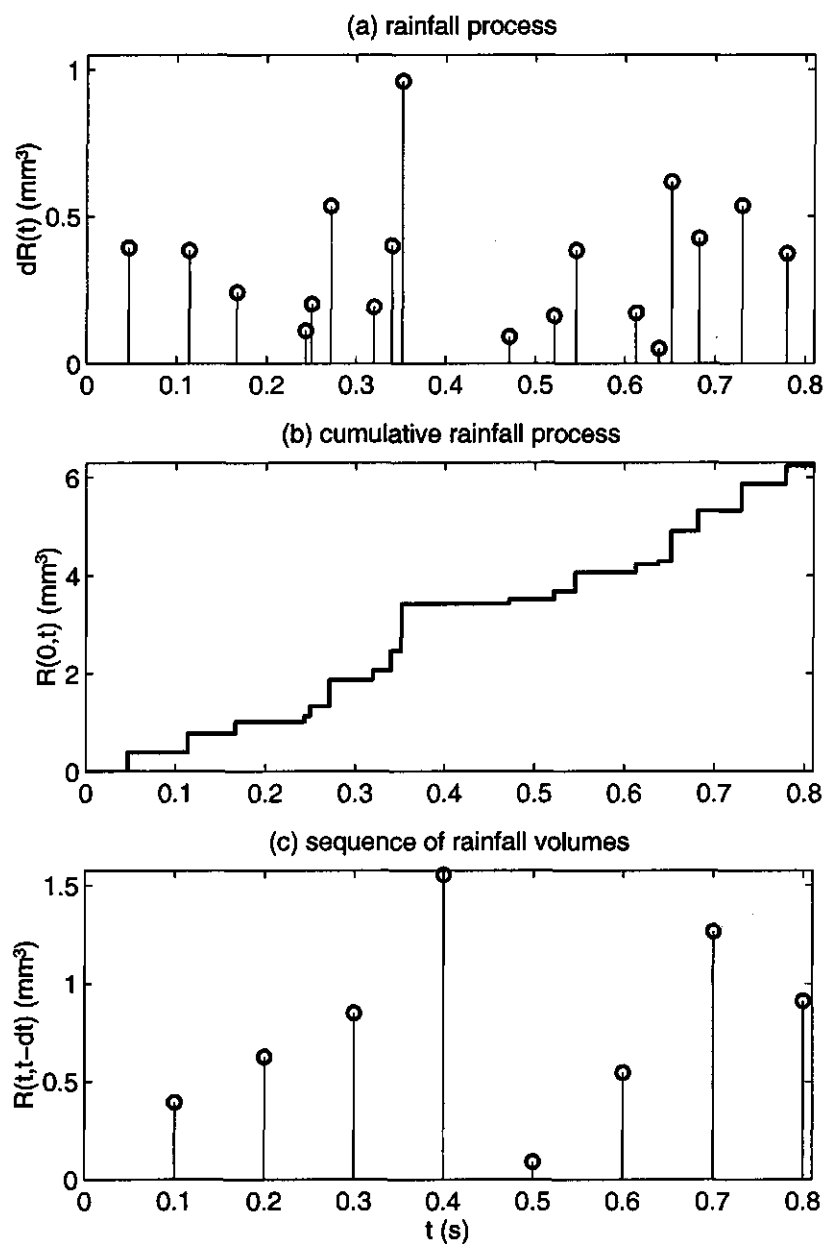 (a) rainfall process
1
0.5
0
dR(t) (mm³)
0 0.1 0.2 0.3 0.4 0.5 0.6 0.7 0.8
(b) cumulative rainfall process
6
4
2
0
R(0,t) (mm³)
0 0.1 0.2 0.3 0.4 0.5 0.6 0.7 0.8
(c) sequence of rainfall volumes
1.5
1
0.5
0
R(t,t−dt) (mm³)
0 0.1 0.2 0.3 0.4 0.5 0.6 0.7 0.8
t (s)